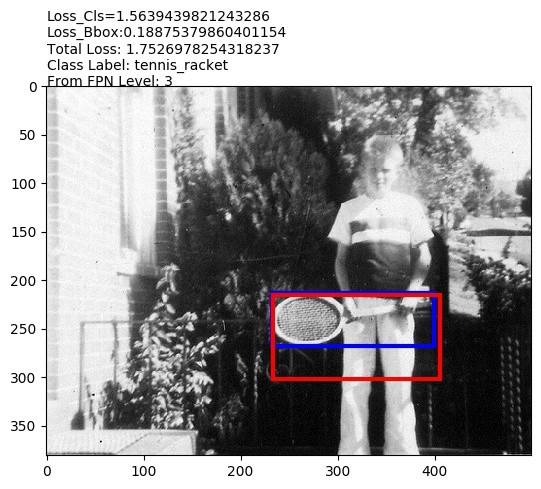 Loss_Cls=1.5639439821243286
Loss_Bbox:0.18875379860401154
Total Loss: 1.7526978254318237
Class Label: tennis_racket
From FPN Level: 3
0
50
100
150
200
250
300
350
0
100
200
300
400